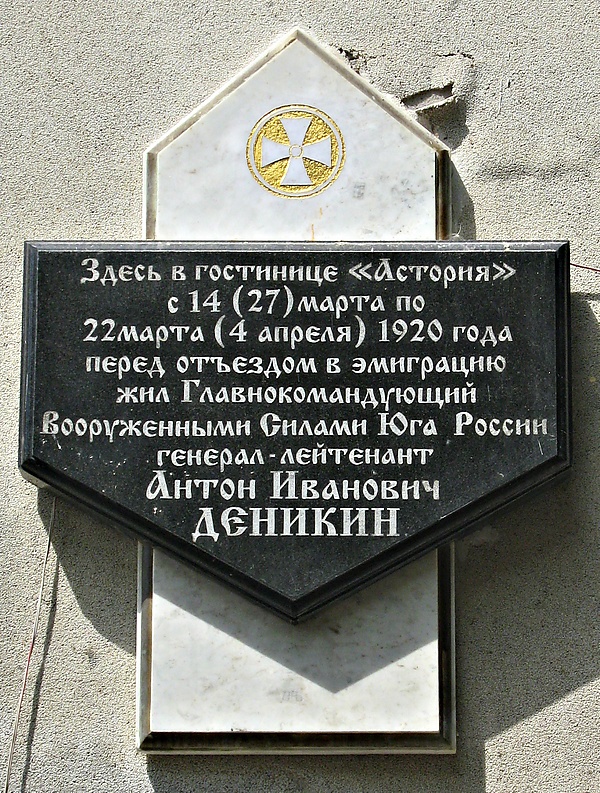 Здесь в гостинице «Астория»
с 14 (27)марта по
22марта (4 апреля) 1920 года
перед отъездом в эмиграцию
жил Главнокомандующий
Вооруженными Силами Юга России
генерал-лейтенант
Антон Иванович
ДЕНИКИН